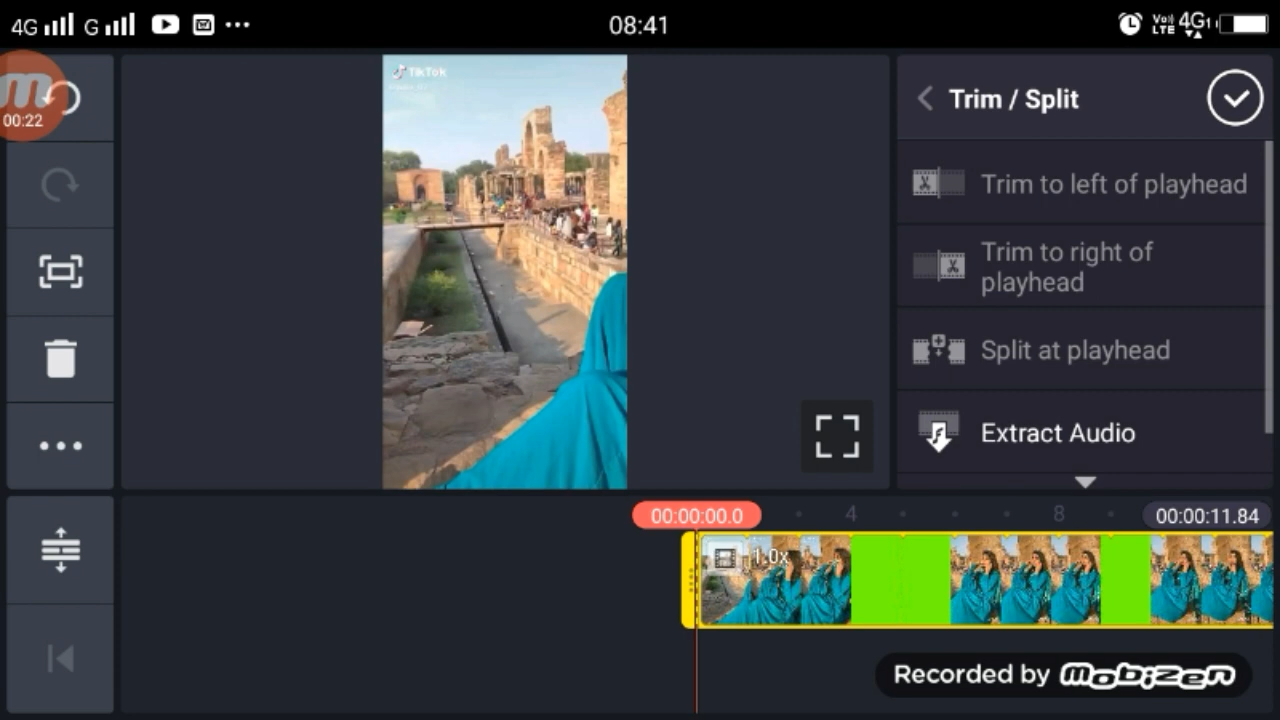 4G G 08:41 Vo) LTE 4G
00:22
TikTok
Trim / Split
Trim to left of playhead
Trim to right of
playhead
Split at playhead
Extract Audio
00:00:00.0 4 8 00:00:11.84
1.0x
Recorded by mobizen